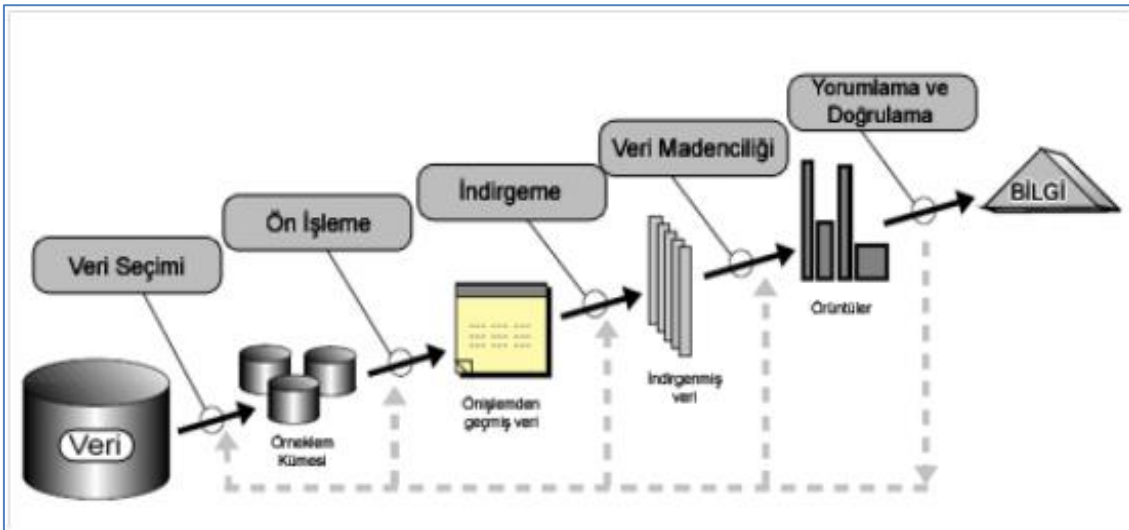 Yorumlama ve
Doğrulama
Veri Madenciliği
İndirgeme
Ön İşleme
Veri Seçimi
BİLGİ
Örüntüler
İndirgenmiş
veri
Önişlemden
geçmiş veri
Örneklem
Kümesi
Veri